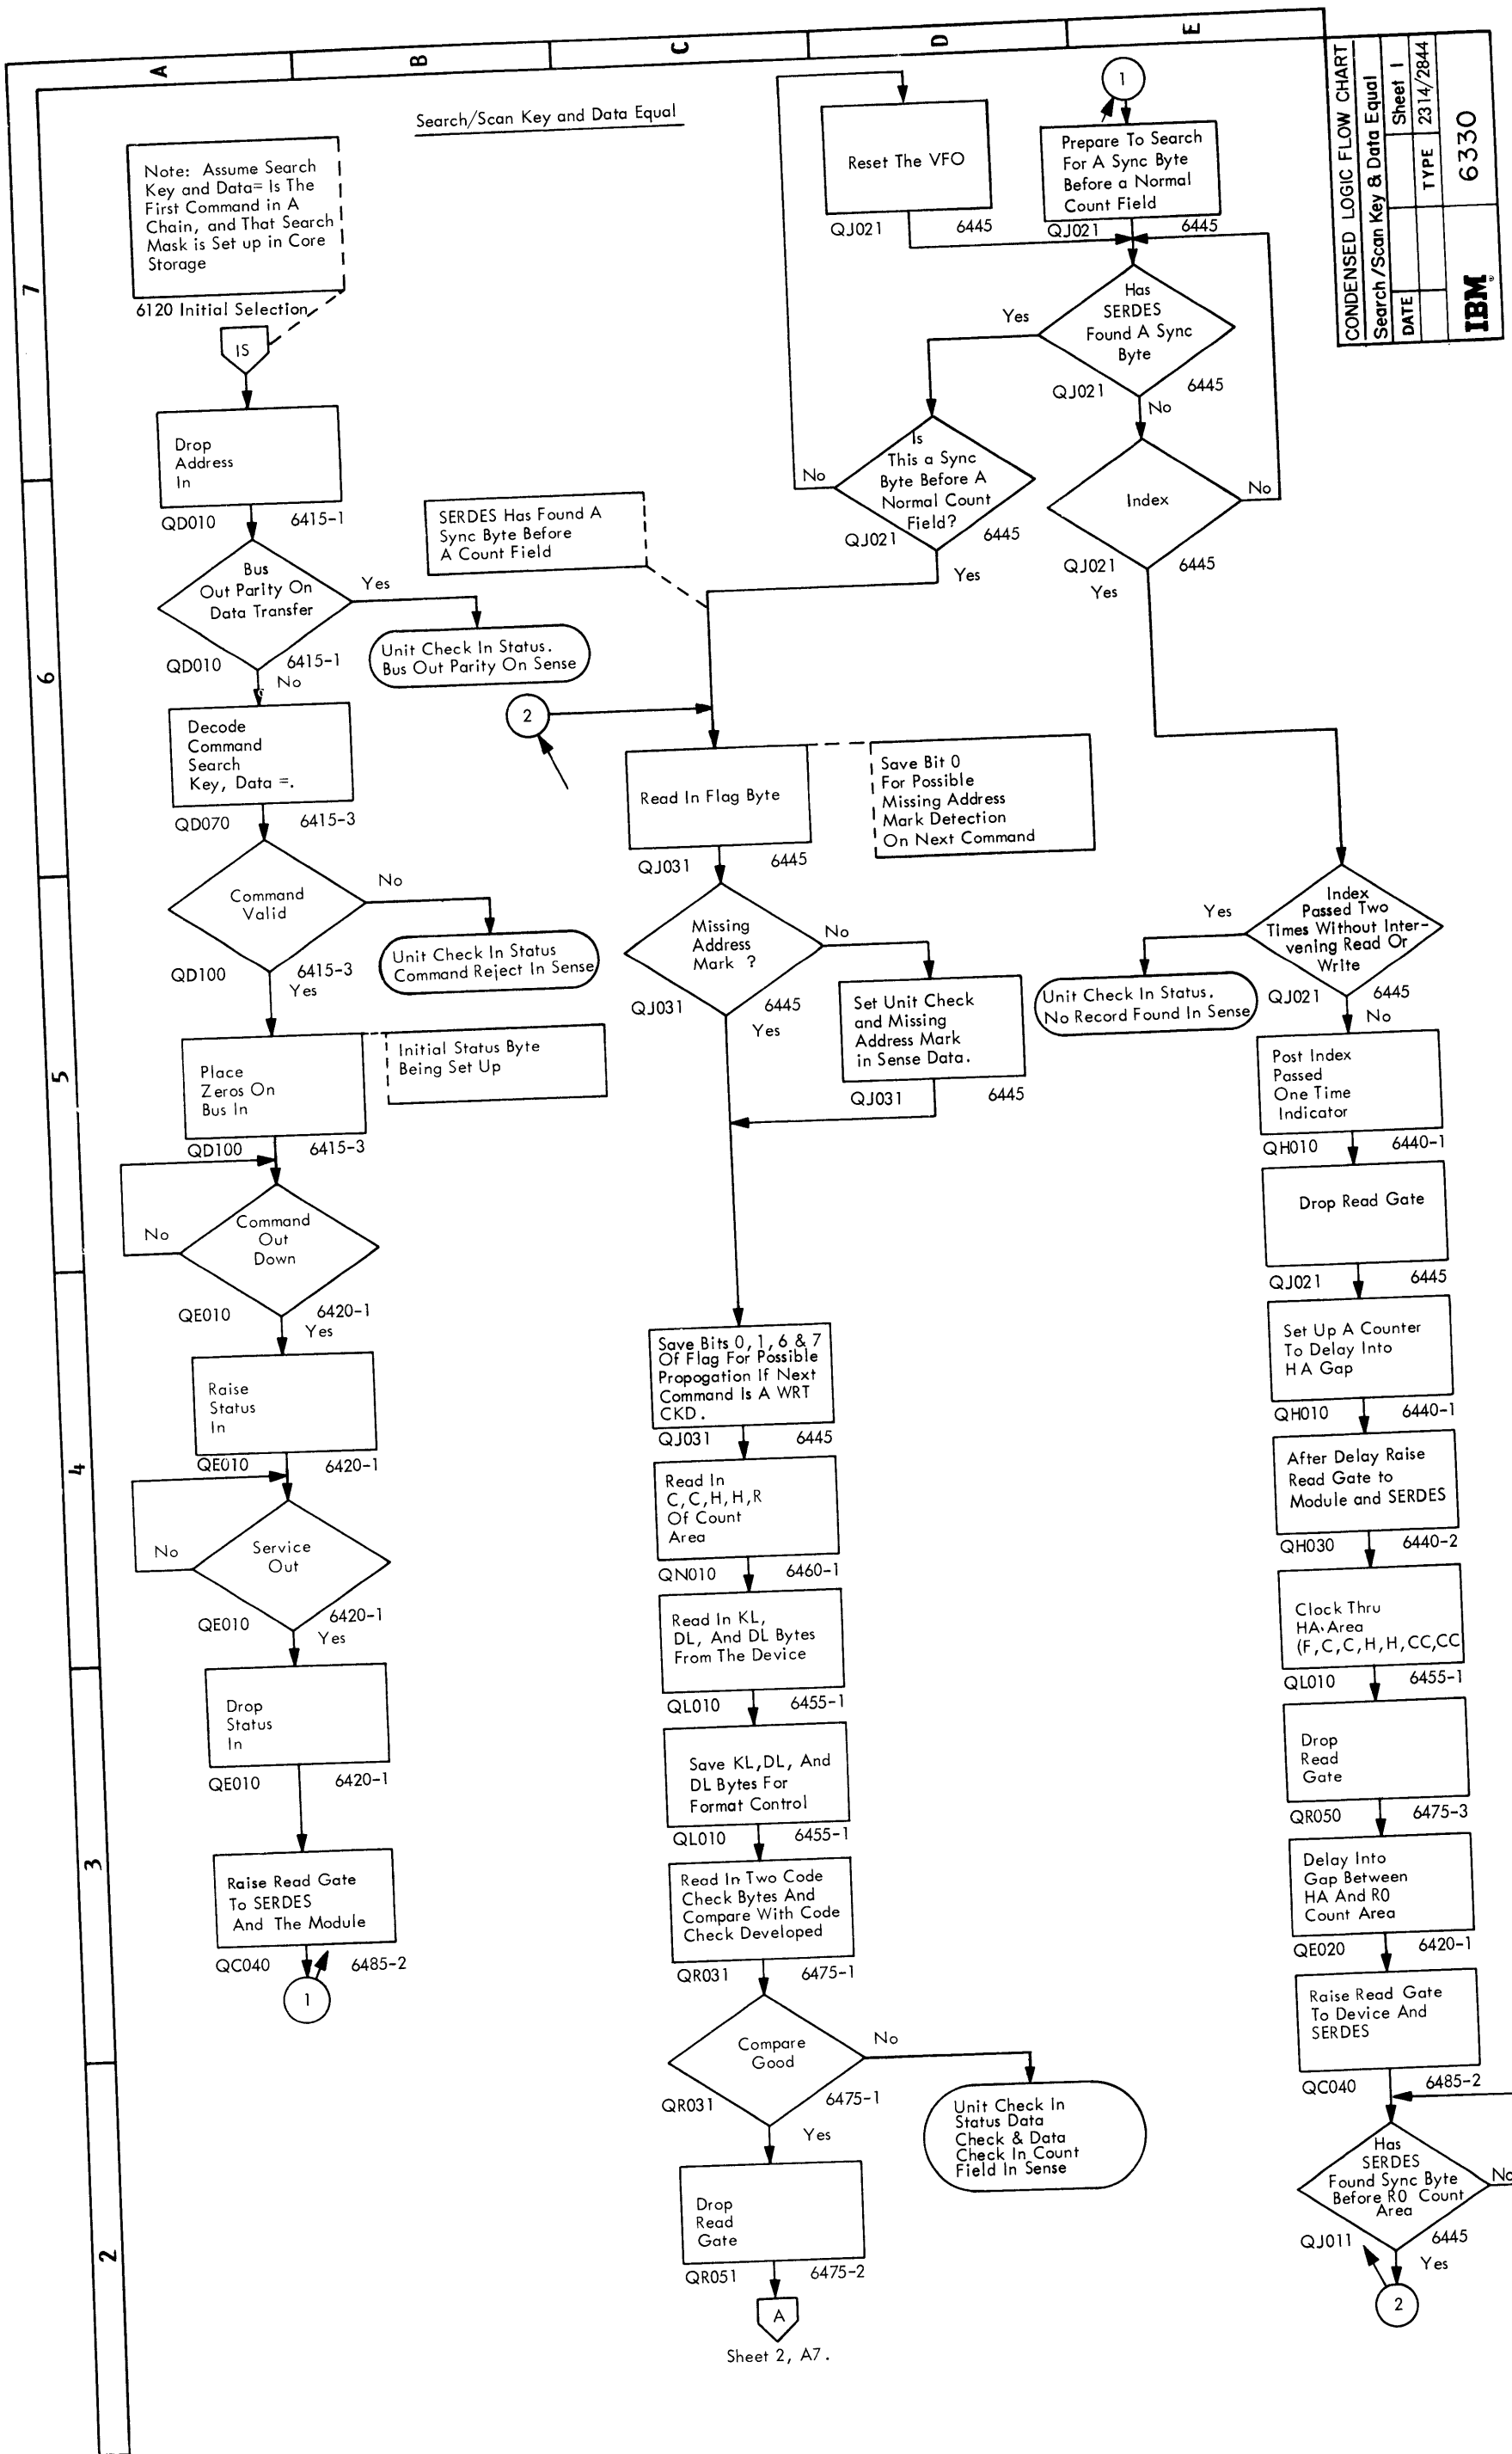 A
B
C
D
E
7
6
5
4
3
2
CONDENSED LOGIC FLOW CHART
Search/Scan Key & Data Equal
DATE
Sheet 1
TYPE
2314/2844
IBM®
6330
Search/Scan Key and Data Equal
Note: Assume Search
Key and Data= Is The
First Command in A
Chain, and That Search
Mask is Set up in Core
Storage
6120 Initial Selection
IS
Drop
Address
In
QD010 6415-1
Bus
Out Parity On
Data Transfer
Yes
QD010 6415-1
No
Unit Check In Status.
Bus Out Parity On Sense
Decode
Command
Search
Key, Data =.
QD070 6415-3
Command
Valid
No
QD100 6415-3
Yes
Unit Check In Status
Command Reject In Sense
Place
Zeros On
Bus In
Initial Status Byte
Being Set Up
QD100 6415-3
Command
Out
Down
No
QE010 6420-1
Yes
Raise
Status
In
QE010 6420-1
Service
Out
No
QE010 6420-1
Yes
Drop
Status
In
QE010 6420-1
Raise Read Gate
To SERDES
And The Module
QC040 6485-2
1
Reset The VFO
QJ021 6445
1
Prepare To Search
For A Sync Byte
Before a Normal
Count Field
QJ021 6445
Has
SERDES
Found A Sync
Byte
Yes
QJ021 6445
No
Is
This a Sync
Byte Before A
Normal Count
Field?
No
QJ021 6445
Yes
Index
No
QJ021 6445
Yes
SERDES Has Found A
Sync Byte Before
A Count Field
2
Read In Flag Byte
QJ031 6445
Save Bit 0
For Possible
Missing Address
Mark Detection
On Next Command
Missing
Address
Mark ?
No
QJ031 6445
Yes
Set Unit Check
and Missing
Address Mark
in Sense Data.
QJ031 6445
Save Bits 0, 1, 6 & 7
Of Flag For Possible
Propogation If Next
Command Is A WRT
CKD.
QJ031 6445
Read In
C,C,H,H,R
Of Count
Area
QN010 6460-1
Read In KL,
DL, And DL Bytes
From The Device
QL010 6455-1
Save KL,DL, And
DL Bytes For
Format Control
QL010 6455-1
Read In Two Code
Check Bytes And
Compare With Code
Check Developed
QR031 6475-1
Compare
Good
No
QR031 6475-1
Yes
Unit Check In
Status Data
Check & Data
Check In Count
Field In Sense
Drop
Read
Gate
QR051 6475-2
A
Sheet 2, A7.
Index
Passed Two
Times Without Inter-
vening Read Or
Write
Yes
QJ021 6445
No
Unit Check In Status.
No Record Found In Sense
Post Index
Passed
One Time
Indicator
QH010 6440-1
Drop Read Gate
QJ021 6445
Set Up A Counter
To Delay Into
HA Gap
QH010 6440-1
After Delay Raise
Read Gate to
Module and SERDES
QH030 6440-2
Clock Thru
HA Area
(F,C,C,H,H,CC,CC
QL010 6455-1
Drop
Read
Gate
QR050 6475-3
Delay Into
Gap Between
HA And R0
Count Area
QE020 6420-1
Raise Read Gate
To Device And
SERDES
QC040 6485-2
Has
SERDES
Found Sync Byte
Before R0 Count
Area
No
QJ011 6445
Yes
2